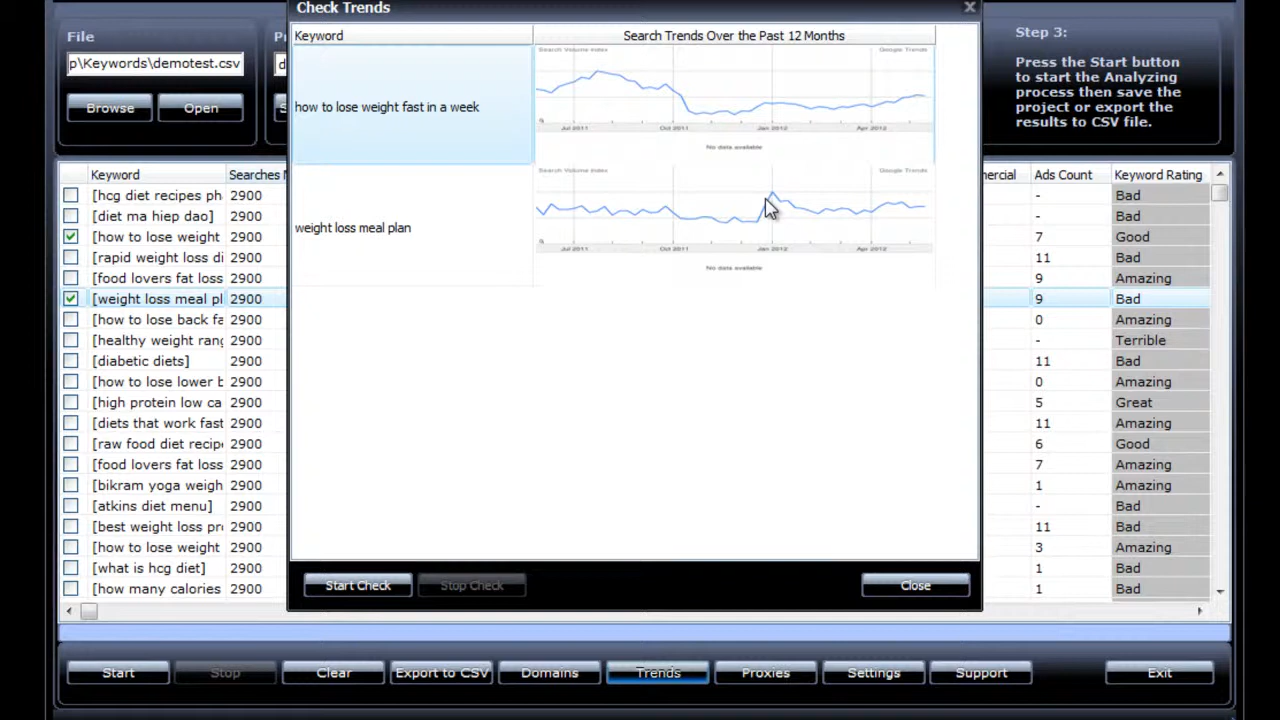 Check Trends
File
p\Keywords\demotest.csv
Browse
Open
Step 3:
Press the Start button
to start the Analyzing
process then save the
project or export the
results to CSV file.
Keyword
Search Trends Over the Past 12 Months
how to lose weight fast in a week
Search Volume Index
Google Trends
Jul 2011
Oct 2011
Jan 2012
Apr 2012
No data available
weight loss meal plan
Search Volume Index
Google Trends
Jul 2011
Oct 2011
Jan 2012
Apr 2012
No data available
Start Check
Stop Check
Close
Keyword Searches Ads Count Keyword Rating
[hcg diet recipes ph 2900 - Bad
[diet ma hiep dao] 2900 - Bad
[how to lose weight 2900 7 Good
[rapid weight loss di 2900 11 Bad
[food lovers fat loss 2900 9 Amazing
[weight loss meal pl 2900 9 Bad
[how to lose back fa 2900 0 Amazing
[healthy weight rang 2900 - Terrible
[diabetic diets] 2900 11 Bad
[how to lose lower b 2900 0 Amazing
[high protein low ca 2900 5 Great
[diets that work fast 2900 11 Amazing
[raw food diet recip 2900 6 Good
[food lovers fat loss 2900 7 Amazing
[bikram yoga weigh 2900 1 Amazing
[atkins diet menu] 2900 - Bad
[best weight loss pr 2900 11 Bad
[how to lose weight 2900 3 Amazing
[what is hcg diet] 2900 1 Bad
[how many calories 2900 1 Bad
Start
Stop
Clear
Export to CSV
Domains
Trends
Proxies
Settings
Support
Exit